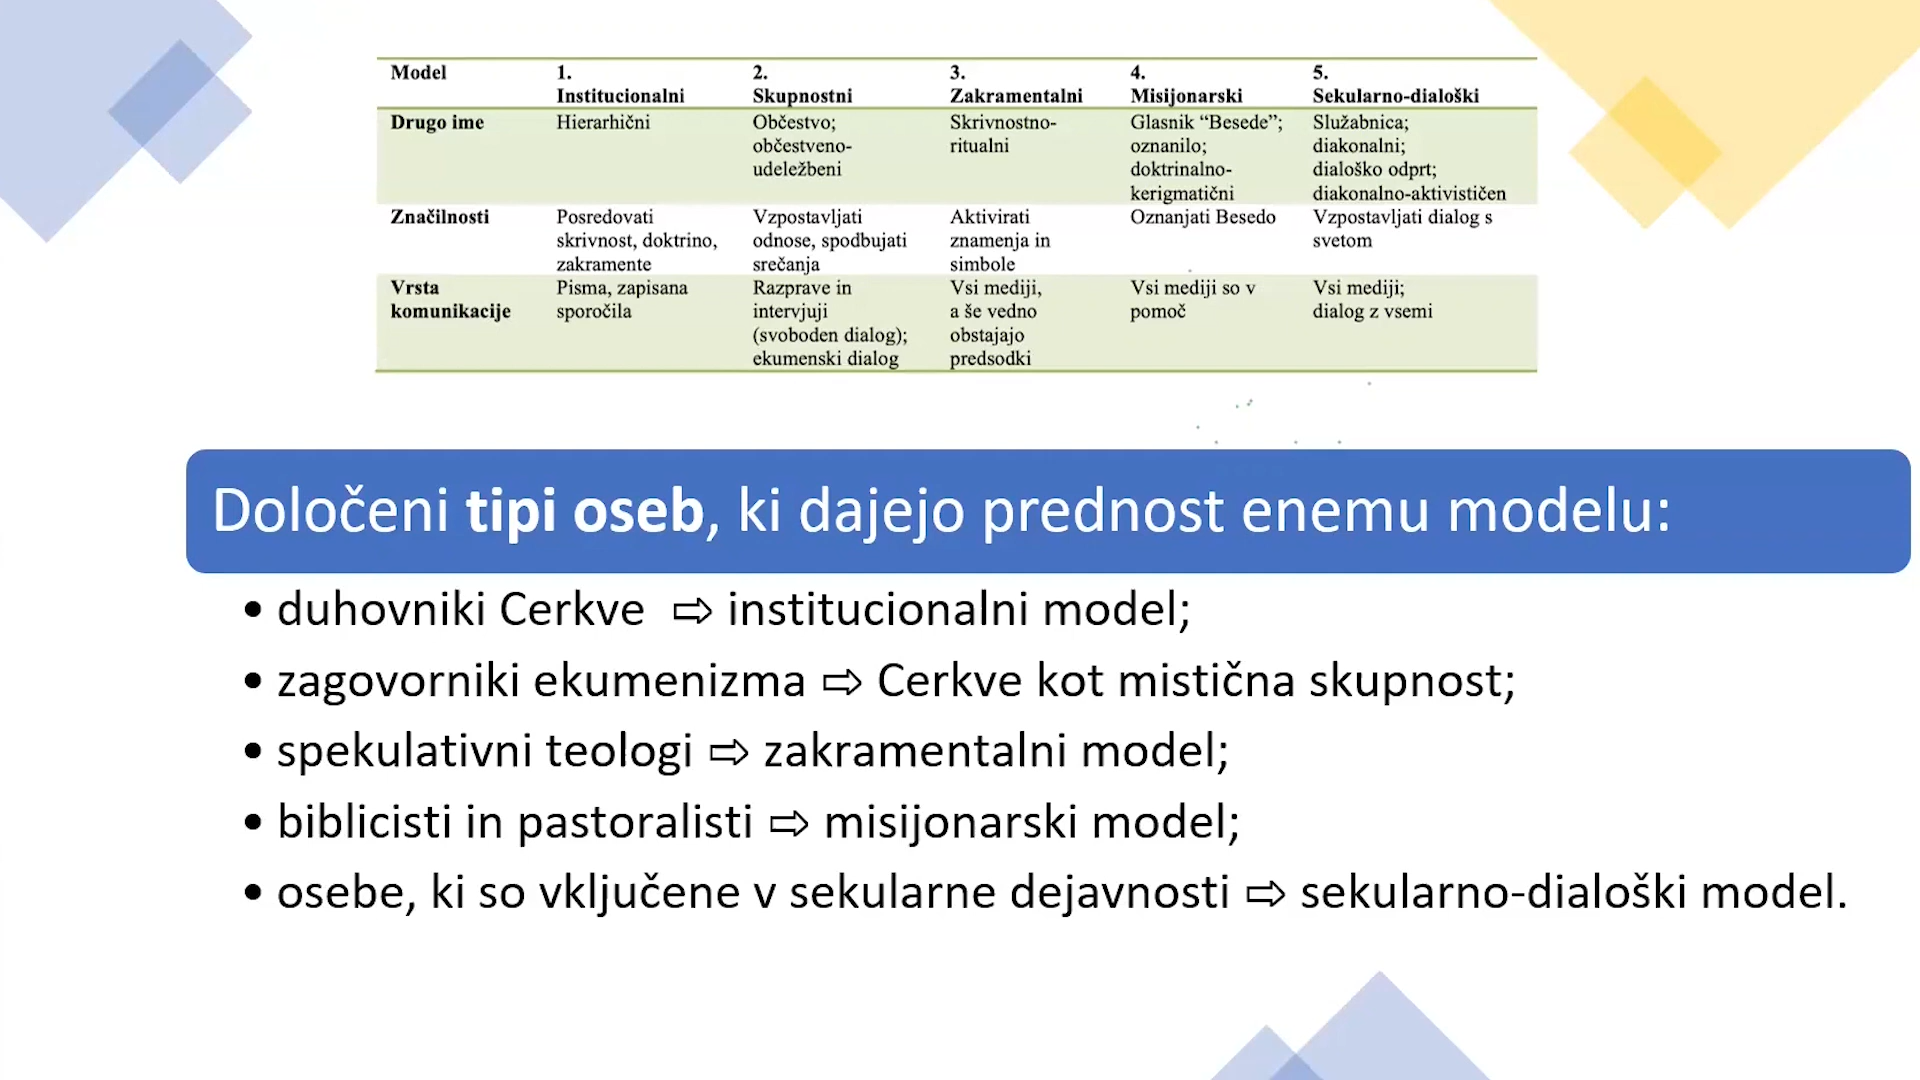 Model 1. 2. 3. 4. 5.
Institucionalni Skupnostni Zakramentalni Misijonarski Sekularno-dialoški
Drugo ime Hierarhični Občestvo; Skrivnostno- Glasnik “Besede”; Služabnica;
občestveno- ritualni oznanilo; diakonalni;
udeležbeni doktrinalno- dialoško odprt;
kerigmatični diakonalno-aktivističen
Značilnosti Posredovati Vzpostavljati Aktivirati Oznanjati Besedo Vzpostavljati dialog s
skrivnost, doktrino, odnose, spodbujati znamenja in svetom
zakramente srečanja simbole
Vrsta Pisma, zapisana Razprave in Vsi mediji, Vsi mediji so v Vsi mediji;
komunikacije sporočila intervjuji a še vedno pomoč dialog z vsemi
(svoboden dialog); obstajajo
ekumenski dialog predsodki
Določeni tipi oseb, ki dajejo prednost enemu modelu:
• duhovniki Cerkve ⇨ institucionalni model;
• zagovorniki ekumenizma ⇨ Cerkve kot mistična skupnost;
• spekulativni teologi ⇨ zakramentalni model;
• biblicisti in pastoralisti ⇨ misijonarski model;
• osebe, ki so vključene v sekularne dejavnosti ⇨ sekularno-dialoški model.